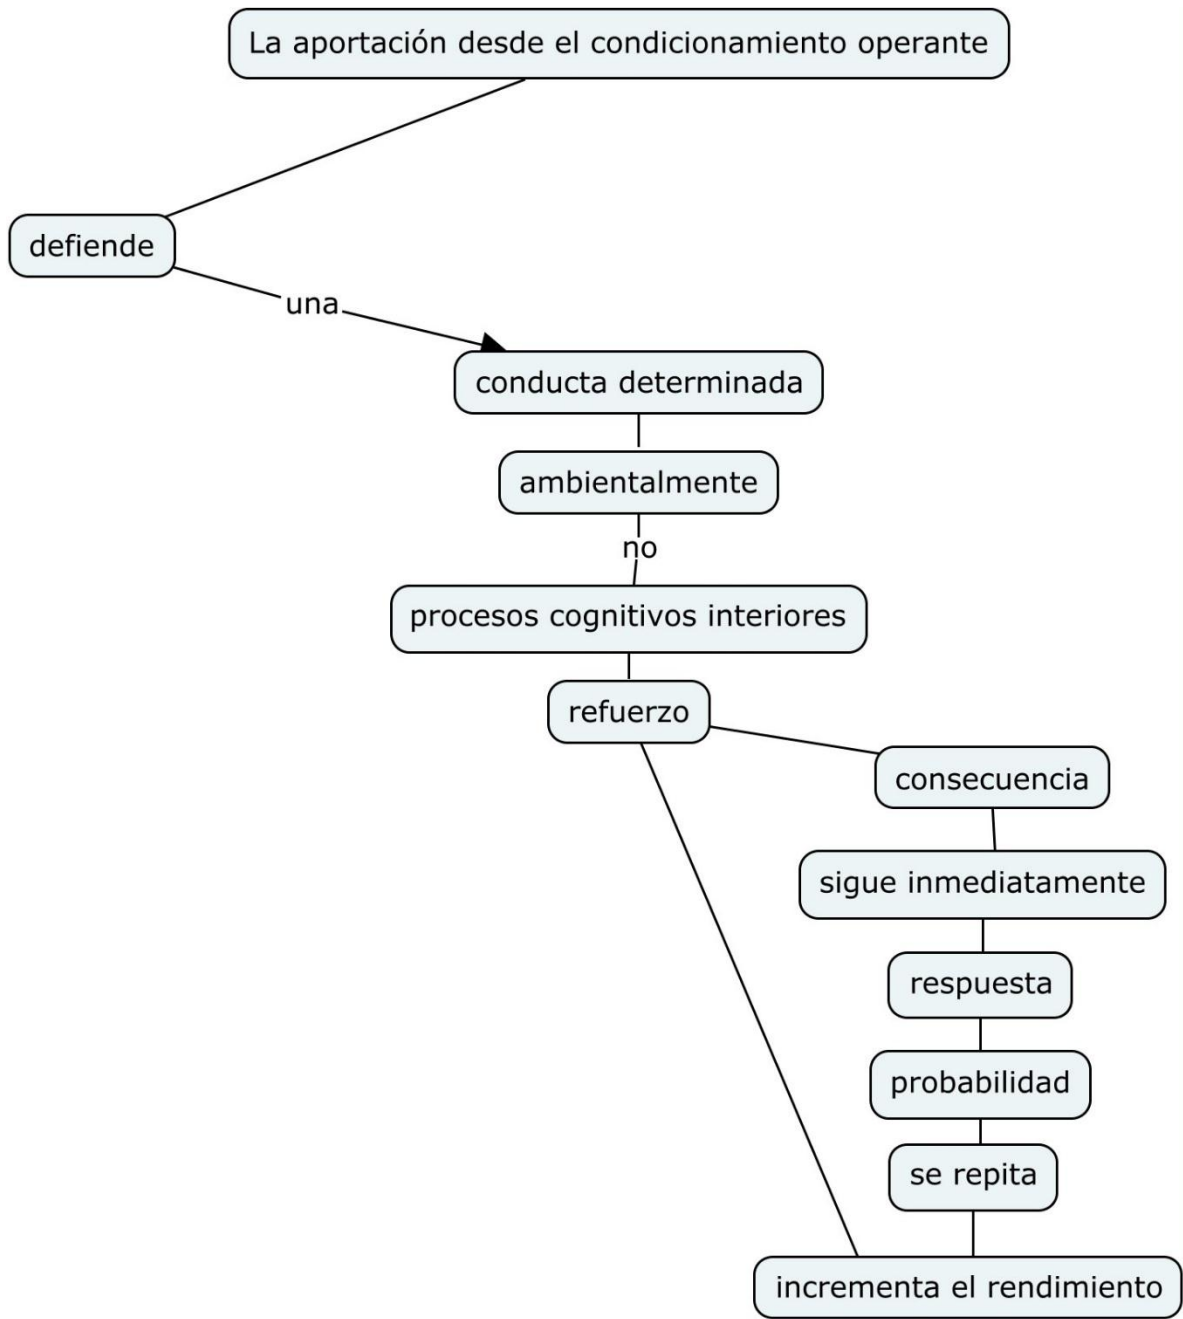 La aportación desde el condicionamiento operante
defiende
una
conducta determinada
ambientalmente
no
procesos cognitivos interiores
refuerzo
consecuencia
sigue inmediatamente
respuesta
probabilidad
se repita
incrementa el rendimiento